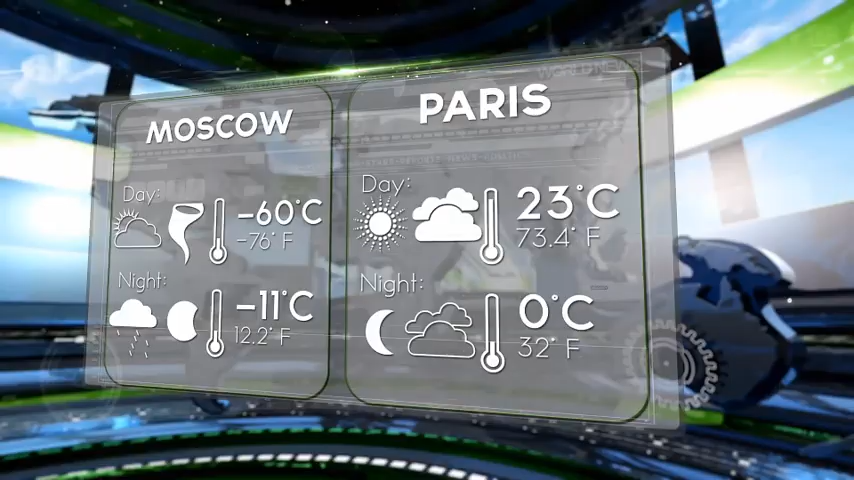 MOSCOW
Day:
-60°C
-76° F
Night:
-11°C
12.2° F
PARIS
Day:
23°C
73.4° F
Night:
0°C
32° F